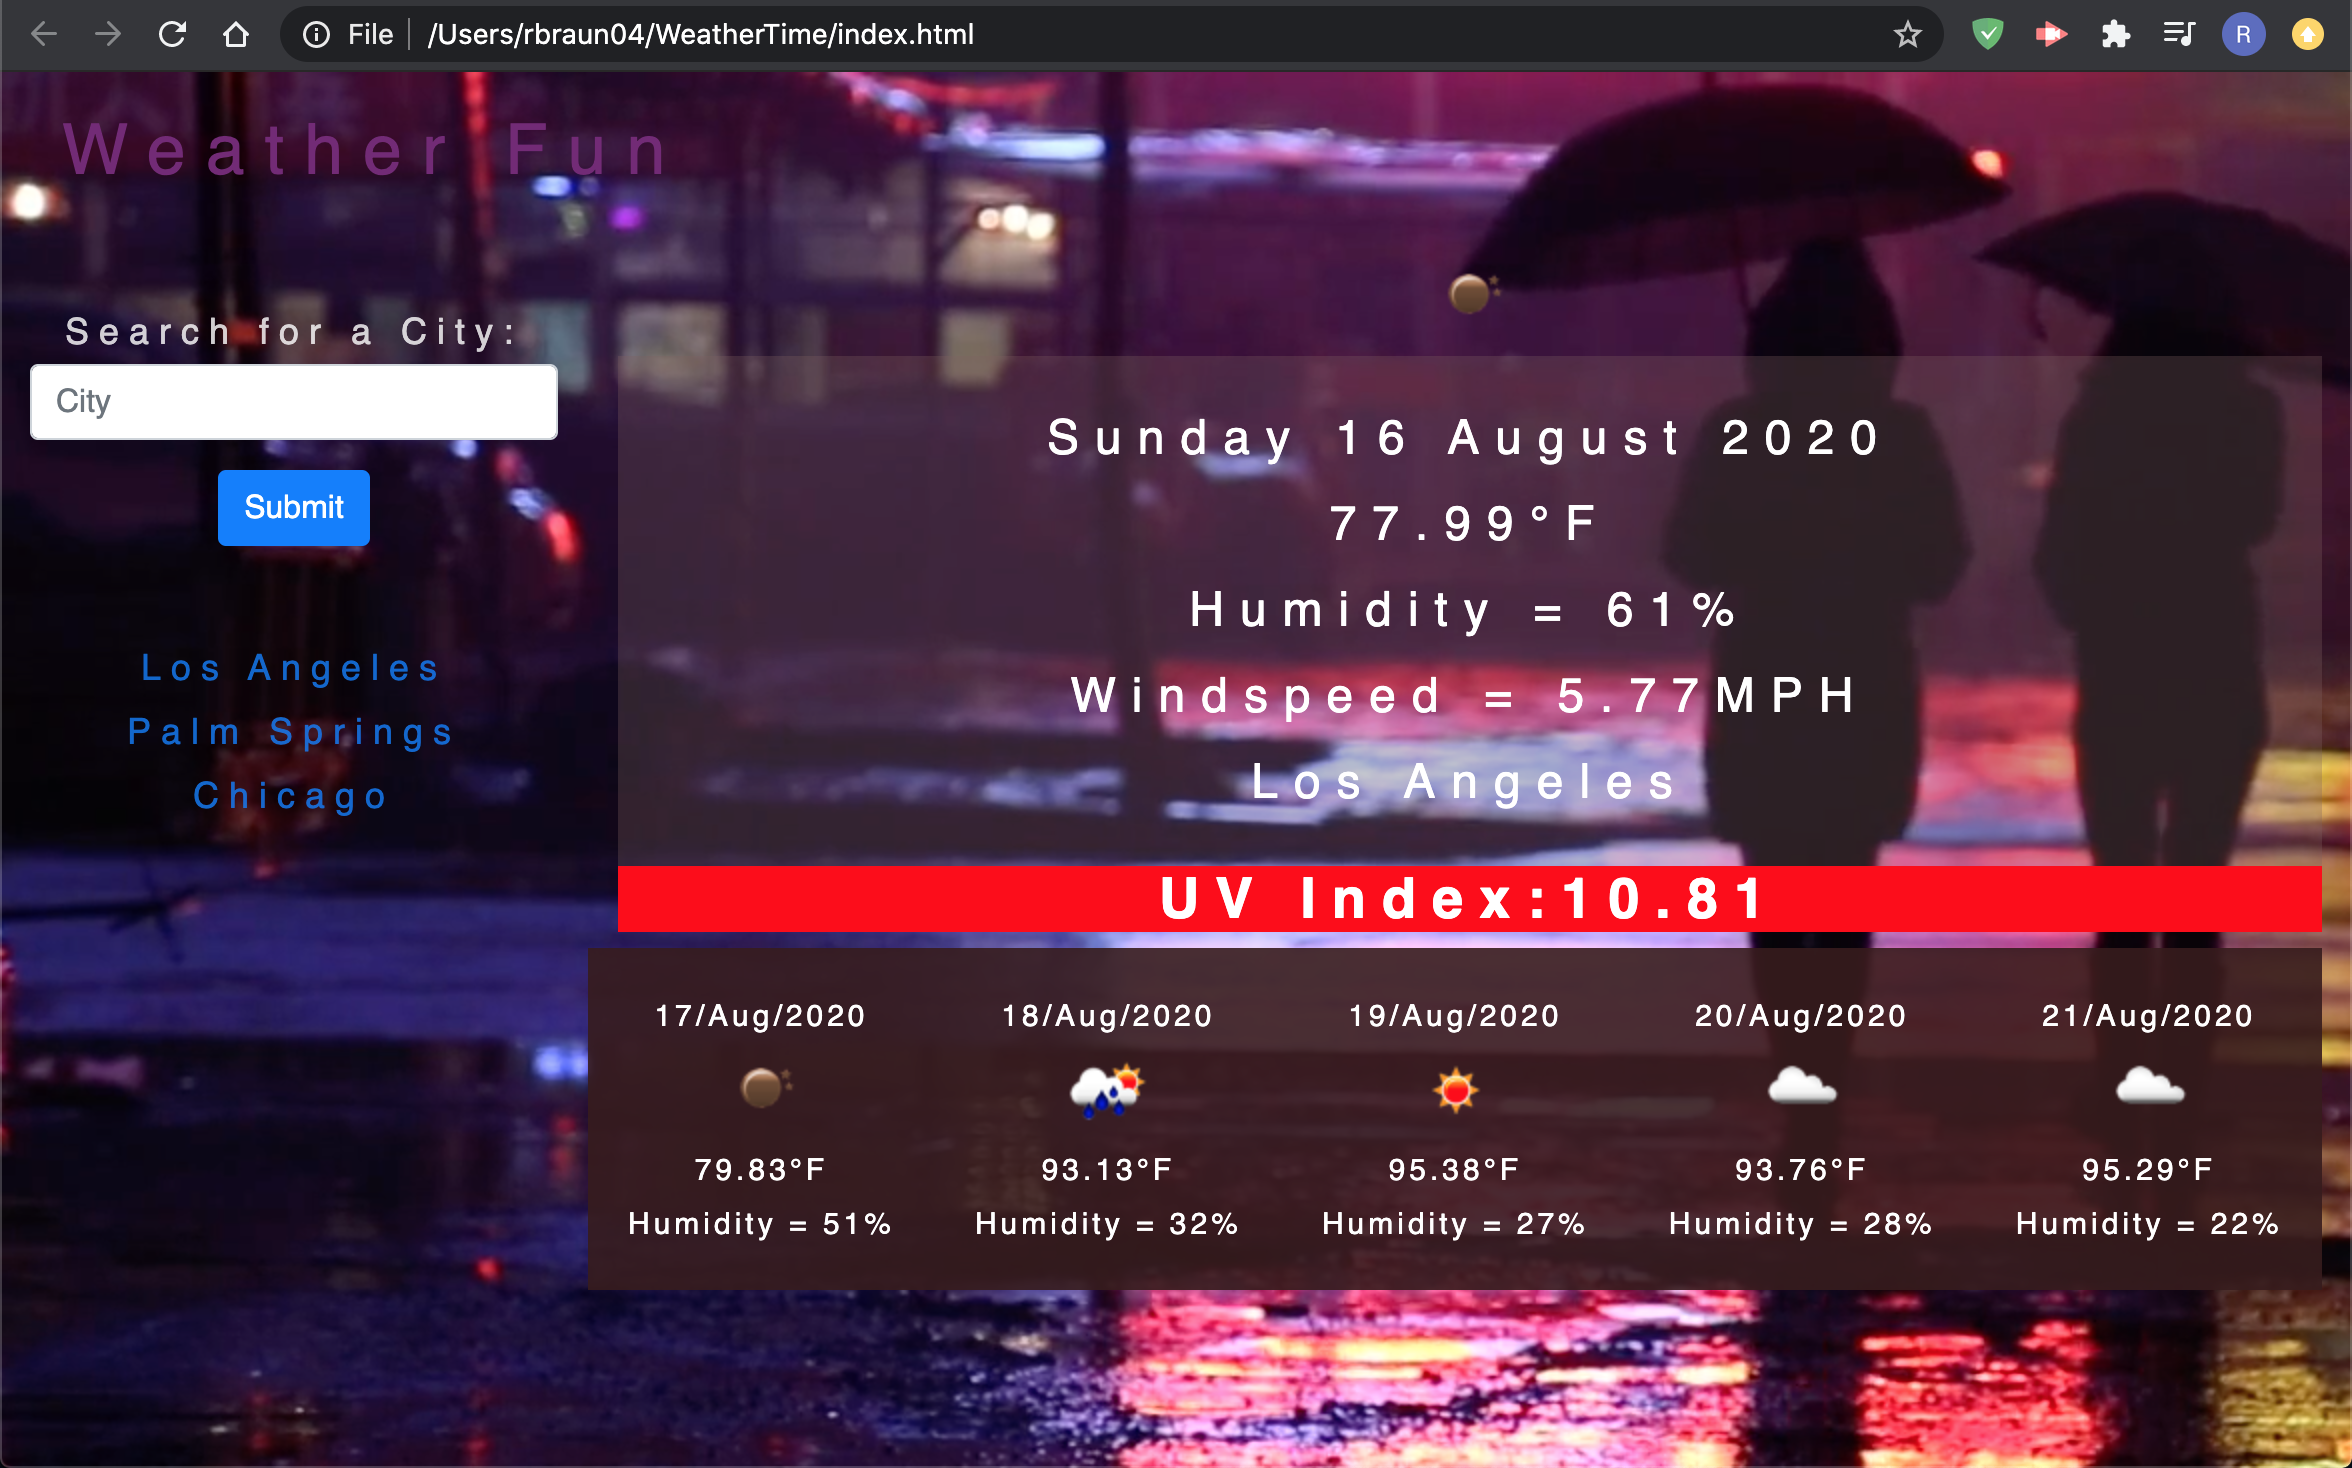 File
/Users/rbraun04/WeatherTime/index.html
R
Weather Fun
Search for a City:
City
Submit
Los Angeles
Palm Springs
Chicago
Sunday 16 August 2020
77.99°F
Humidity = 61%
Windspeed = 5.77MPH
Los Angeles
UV Index:10.81
17/Aug/2020 18/Aug/2020 19/Aug/2020 20/Aug/2020 21/Aug/2020
79.83°F 93.13°F 95.38°F 93.76°F 95.29°F
Humidity = 51% Humidity = 32% Humidity = 27% Humidity = 28% Humidity = 22%